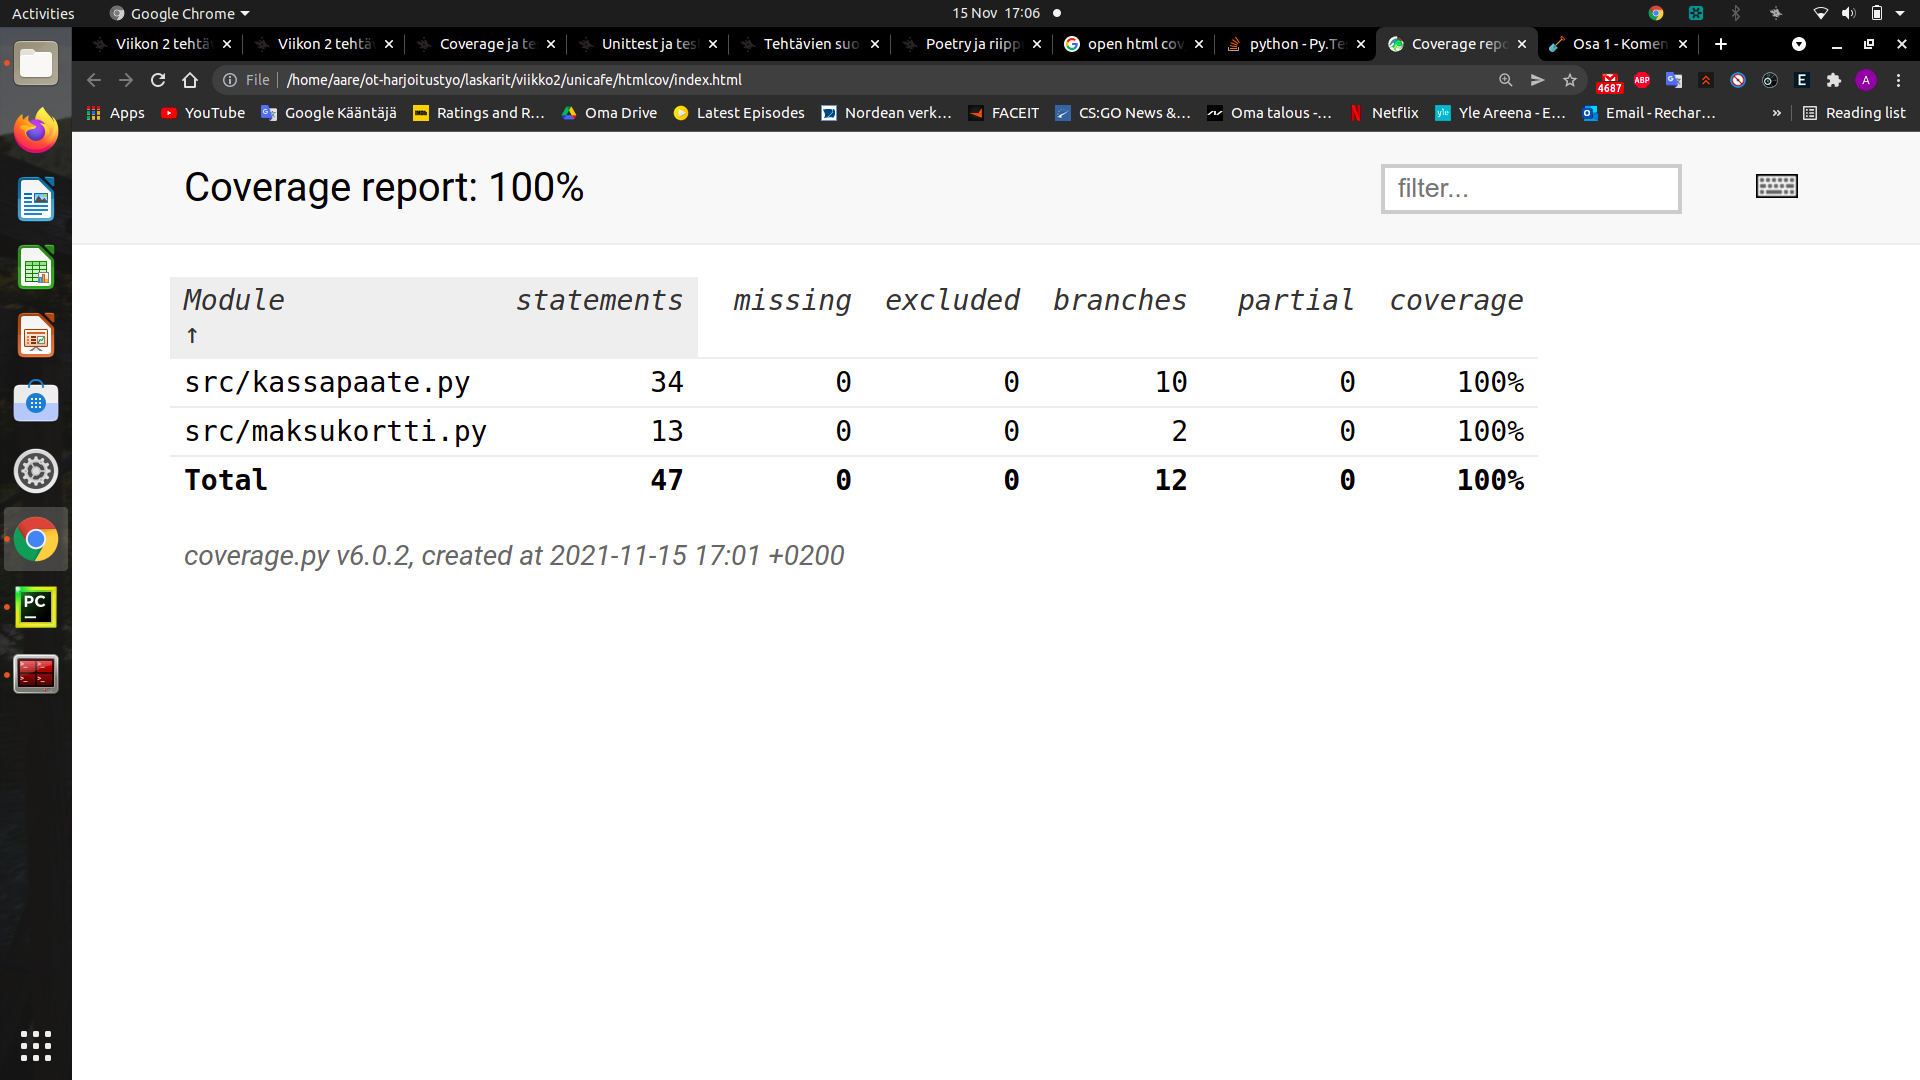 Activities Google Chrome 15 Nov 17:06
Viikon 2 tehtä Viikon 2 tehtä Coverage ja te Unittest ja tes Tehtävien suo Poetry ja riipp open html cov python - Py.Te Coverage repo Osa 1 - Komen
File /home/aare/ot-harjoitustyo/laskarit/viikko2/unicafe/htmlcov/index.html 4687 ABP E A
Apps YouTube Google Kääntäjä Ratings and R... Oma Drive Latest Episodes Nordean verk... FACEIT CS:GO News &... Oma talous -... Netflix Yle Areena - E... Email - Rechar... » Reading list
Coverage report: 100% filter...
Module statements missing excluded branches partial coverage
↑
src/kassapaate.py 34 0 0 10 0 100%
src/maksukortti.py 13 0 0 2 0 100%
Total 47 0 0 12 0 100%
coverage.py v6.0.2, created at 2021-11-15 17:01 +0200
PC